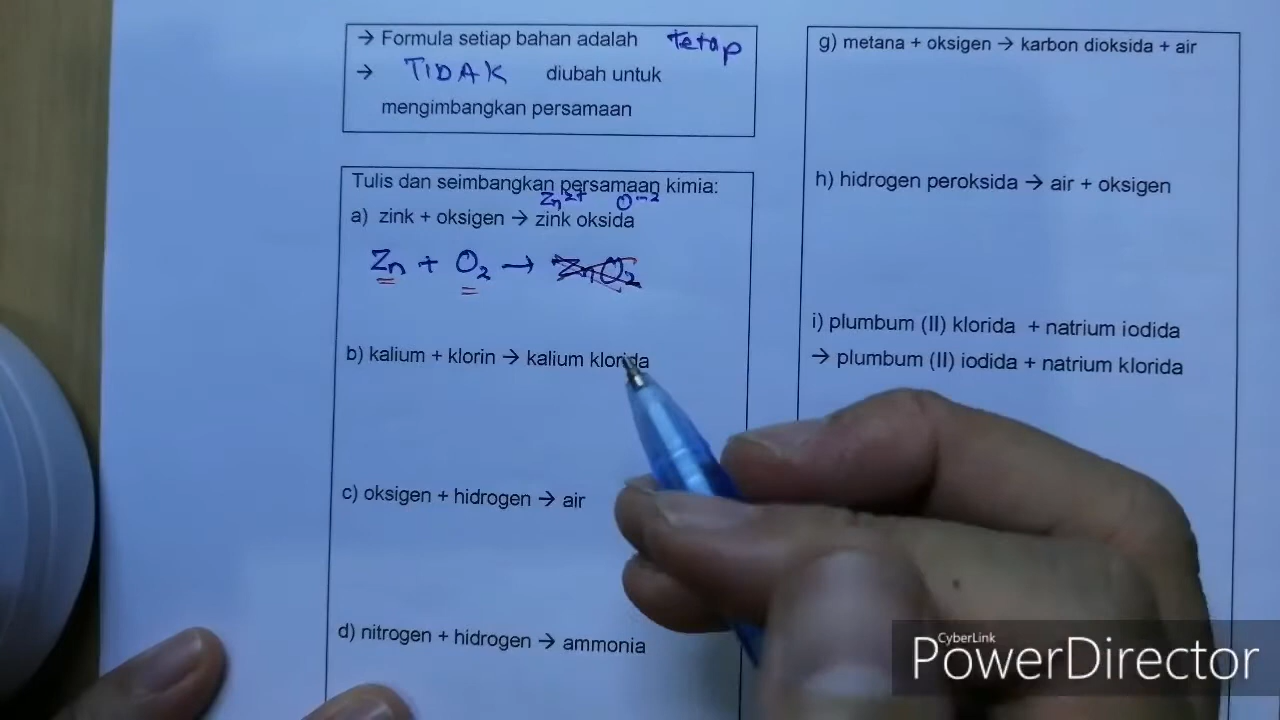 → Formula setiap bahan adalah tetap
→ TIDAK diubah untuk
mengimbangkan persamaan
Tulis dan seimbangkan persamaan kimia:
Zn2+ O-2
a) zink + oksigen → zink oksida
Zn + O2 → ZnO2
b) kalium + klorin → kalium klorida
c) oksigen + hidrogen → air
d) nitrogen + hidrogen → ammonia
g) metana + oksigen → karbon dioksida + air
h) hidrogen peroksida → air + oksigen
i) plumbum (II) klorida + natrium iodida
→ plumbum (II) iodida + natrium klorida
CyberLink
PowerDirector